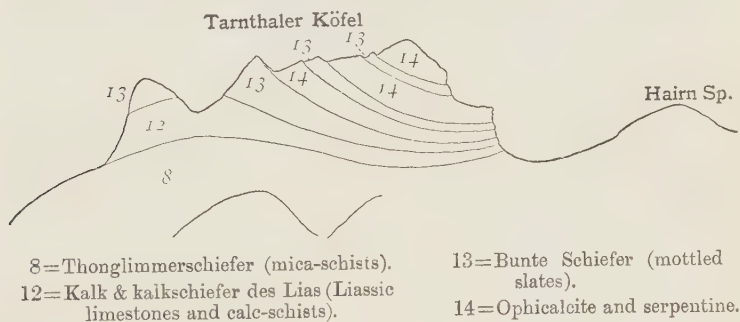 Tarnthaler Köfel
13
13
14
13
14
13
14
Hairn Sp.
12
8
8=Thonglimmerschiefer (mica-schists).
12=Kalk & kalkschiefer des Lias (Liassic
limestones and calc-schists).
13=Bunte Schiefer (mottled
slates).
14=Ophicalcite and serpentine.